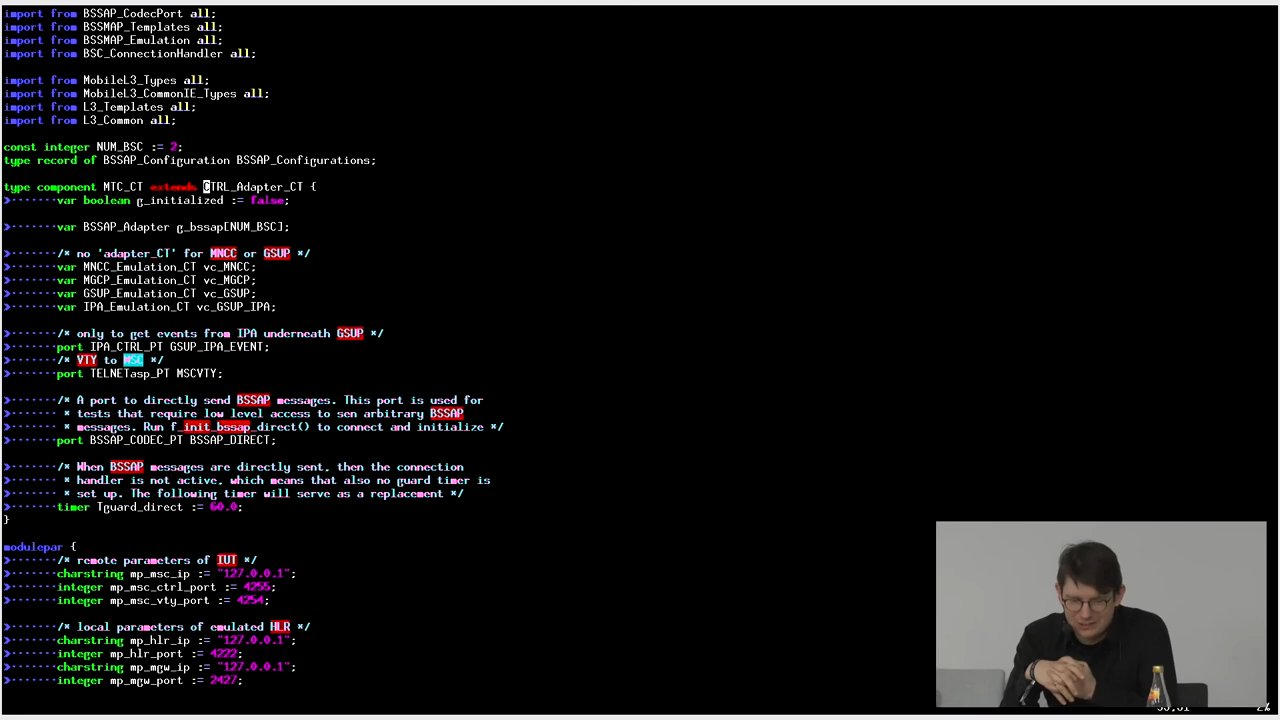 import from BSSAP_CodecPort all;
import from BSSMAP_Templates all;
import from BSSMAP_Emulation all;
import from BSC_ConnectionHandler all;
import from MobileL3_Types all;
import from MobileL3_CommonIE_Types all;
import from L3_Templates all;
import from L3_Common all;
const integer NUM_BSC := 2;
type record of BSSAP_Configuration BSSAP_Configurations;
type component MTC_CT extends CTRL_Adapter_CT {
>·······var boolean g_initialized := false;
>·······var BSSAP_Adapter g_bssap[NUM_BSC];
>·······/* no 'adapter_CT' for MNCC or GSUP */
>·······var MNCC_Emulation_CT vc_MNCC;
>·······var MGCP_Emulation_CT vc_MGCP;
>·······var GSUP_Emulation_CT vc_GSUP;
>·······var IPA_Emulation_CT vc_GSUP_IPA;
>·······/* only to get events from IPA underneath GSUP */
>·······port IPA_CTRL_PT GSUP_IPA_EVENT;
>·······/* VTY to MSC */
>·······port TELNETasp_PT MSCVTY;
>·······/* A port to directly send BSSAP messages. This port is used for
>······· * tests that require low level access to sen arbitrary BSSAP
>······· * messages. Run f_init_bssap_direct() to connect and initialize */
>·······port BSSAP_CODEC_PT BSSAP_DIRECT;
>·······/* When BSSAP messages are directly sent, then the connection
>······· * handler is not active, which means that also no guard timer is
>······· * set up. The following timer will serve as a replacement */
>·······timer Tguard_direct := 60.0;
}
modulepar {
>·······/* remote parameters of IUT */
>·······charstring mp_msc_ip := "127.0.0.1";
>·······integer mp_msc_ctrl_port := 4255;
>·······integer mp_msc_vty_port := 4254;
>·······/* local parameters of emulated HLR */
>·······charstring mp_hlr_ip := "127.0.0.1";
>·······integer mp_hlr_port := 4222;
>·······charstring mp_mgw_ip := "127.0.0.1";
>·······integer mp_mgw_port := 2427;
2%